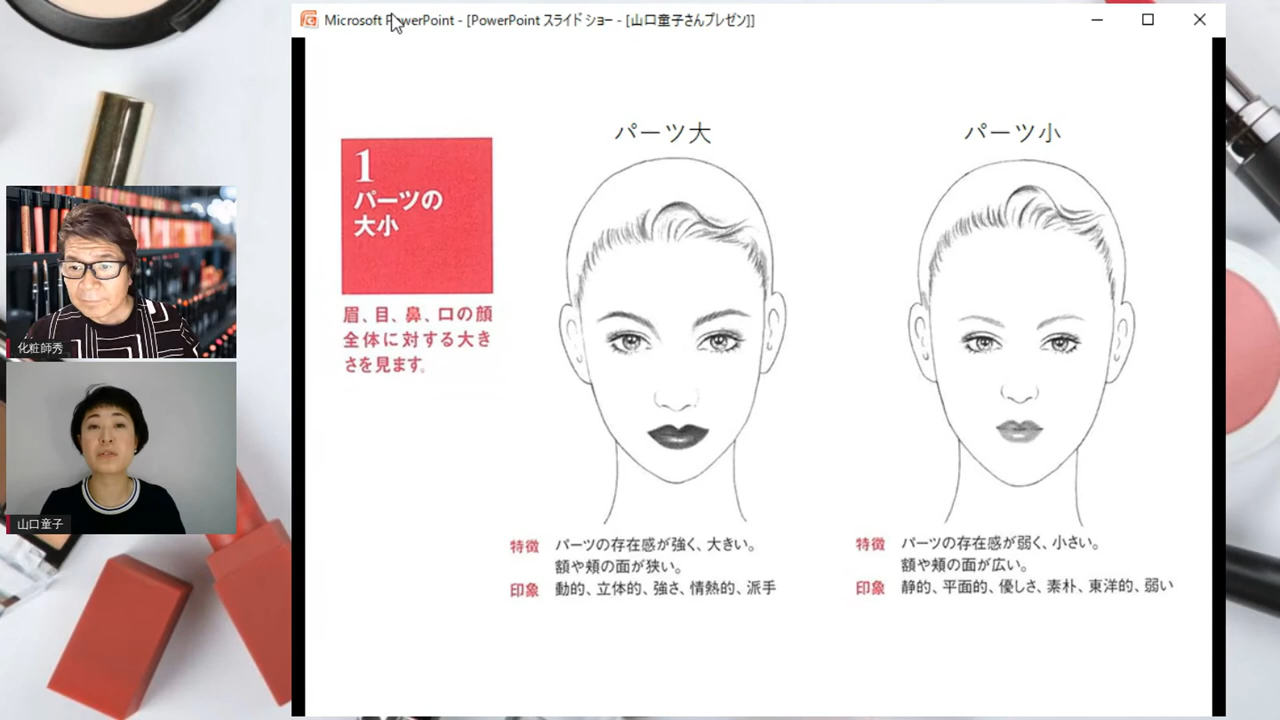 Microsoft PowerPoint - [PowerPoint スライド ショー - [山口童子さんプレゼン]]
1
パーツの
大小
眉、目、鼻、口の顔
全体に対する大き
さを見ます。
パーツ大
パーツ小
特徴 パーツの存在感が強く、大きい。
額や頬の面が狭い。
印象 動的、立体的、強さ、情熱的、派手
特徴 パーツの存在感が弱く、小さい。
額や頬の面が広い。
印象 静的、平面的、優しさ、素朴、東洋的、弱い
化粧師秀
山口童子